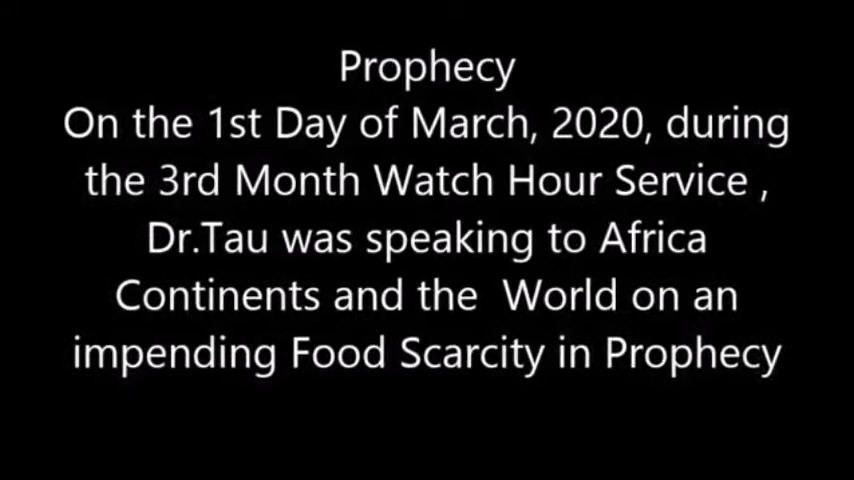 Prophecy
On the 1st Day of March, 2020, during
the 3rd Month Watch Hour Service ,
Dr.Tau was speaking to Africa
Continents and the  World on an
impending Food Scarcity in Prophecy